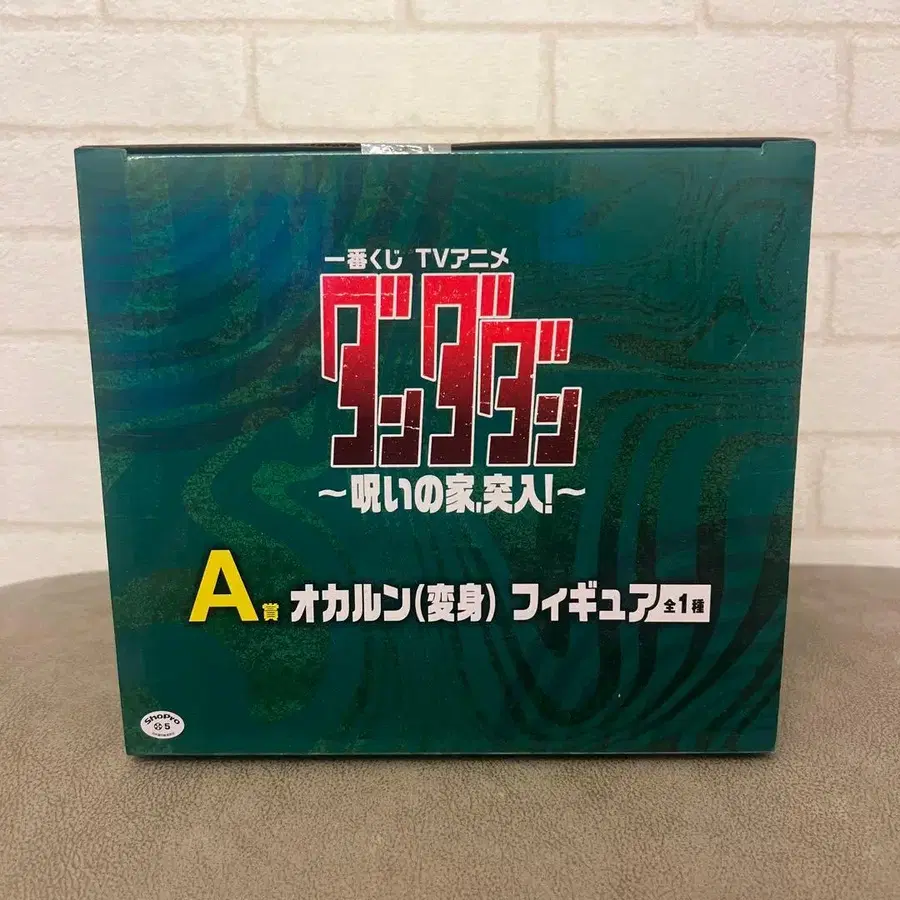 一番くじ TVアニメ
ダンダダン
～呪いの家、突入!～
A賞 オカルン(変身) フィギュア 全1種
ShoPro
5